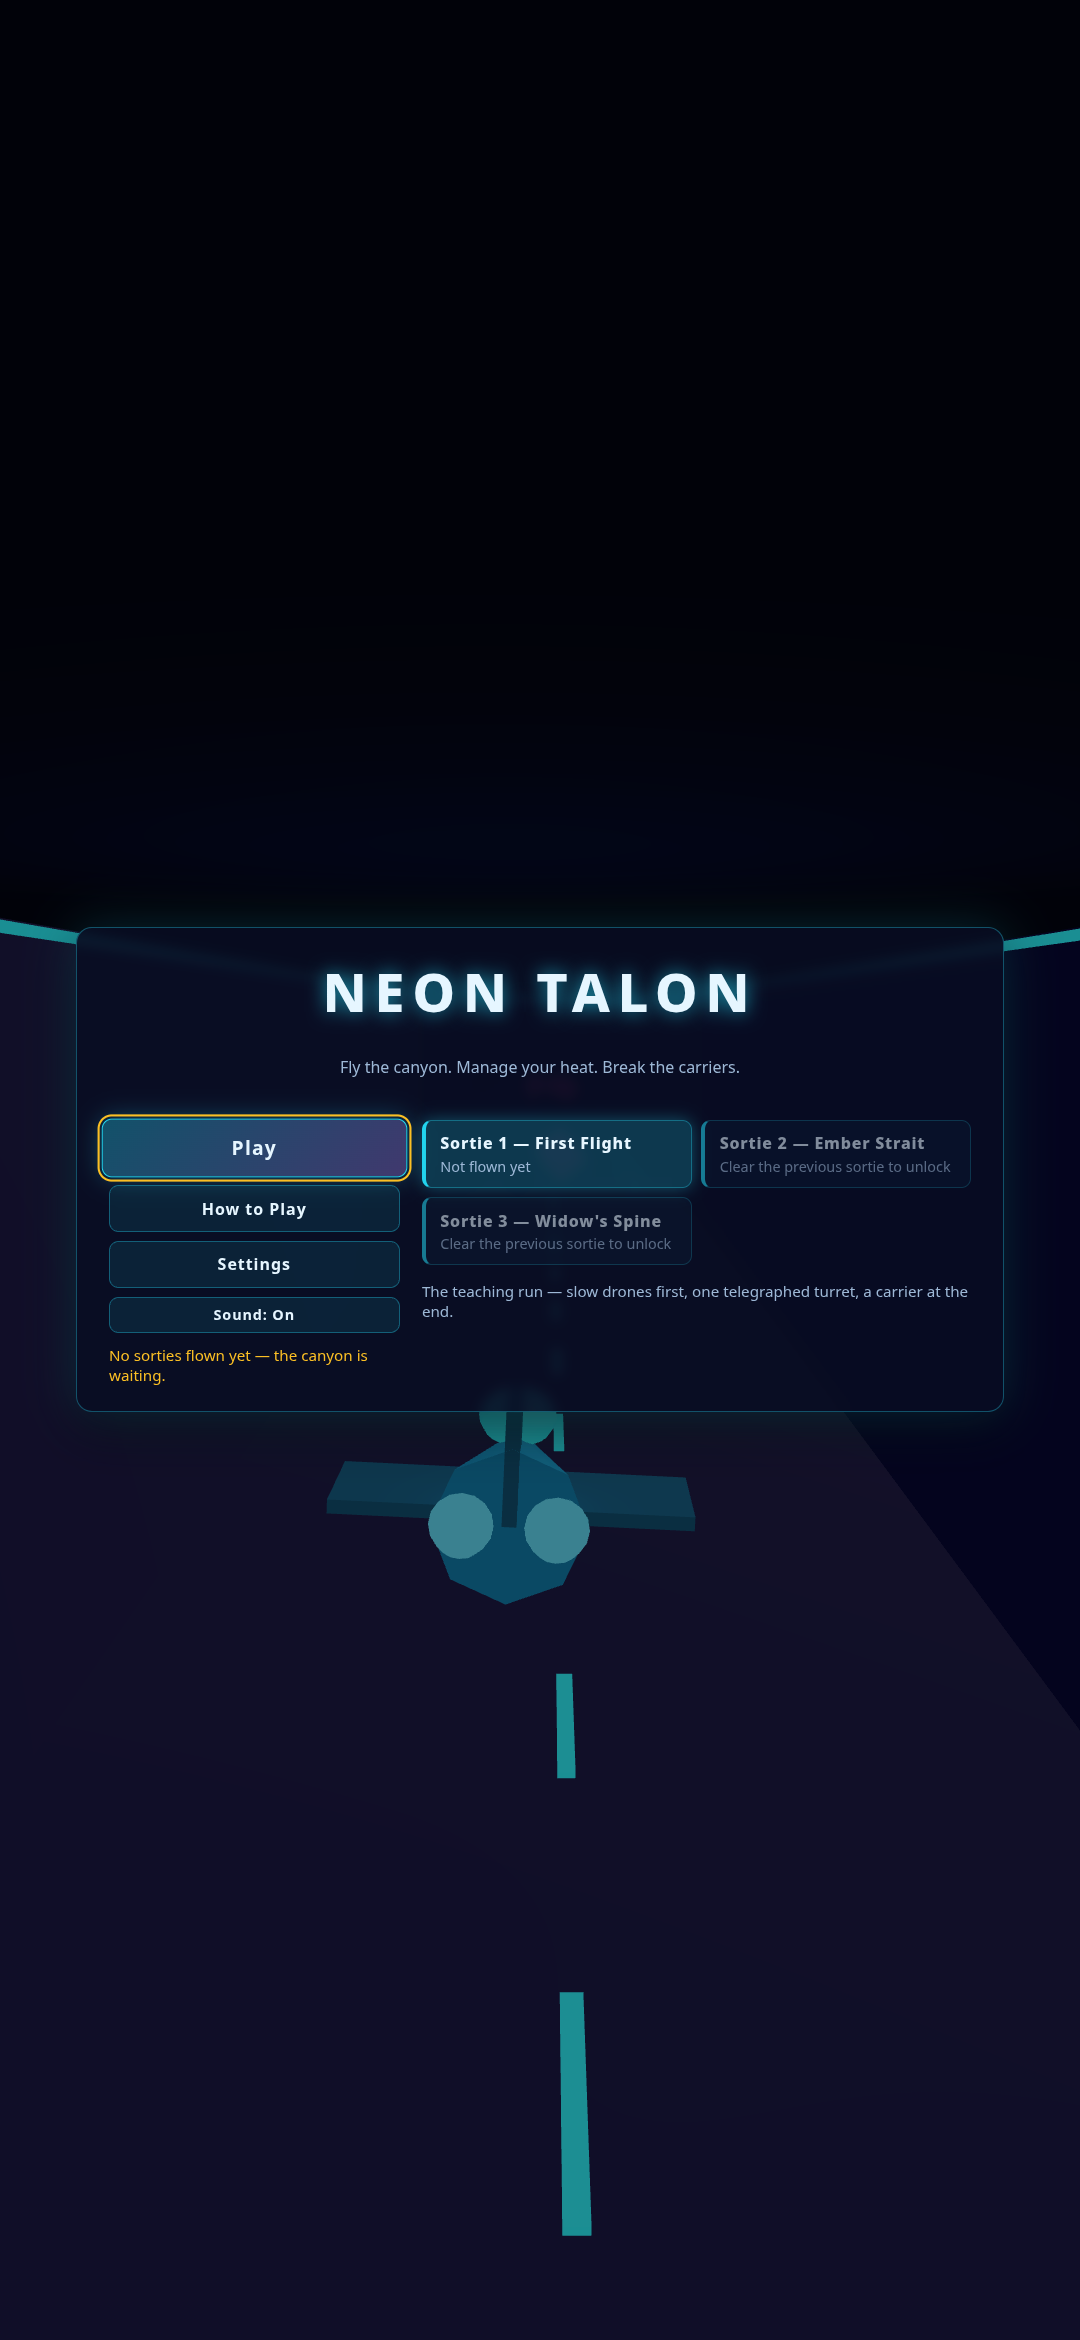 NEON TALON
Fly the canyon. Manage your heat. Break the carriers.
Play
How to Play
Settings
Sound: On
No sorties flown yet — the canyon is
waiting.
Sortie 1 — First Flight
Not flown yet
Sortie 2 — Ember Strait
Clear the previous sortie to unlock
Sortie 3 — Widow's Spine
Clear the previous sortie to unlock
The teaching run — slow drones first, one telegraphed turret, a carrier at the
end.